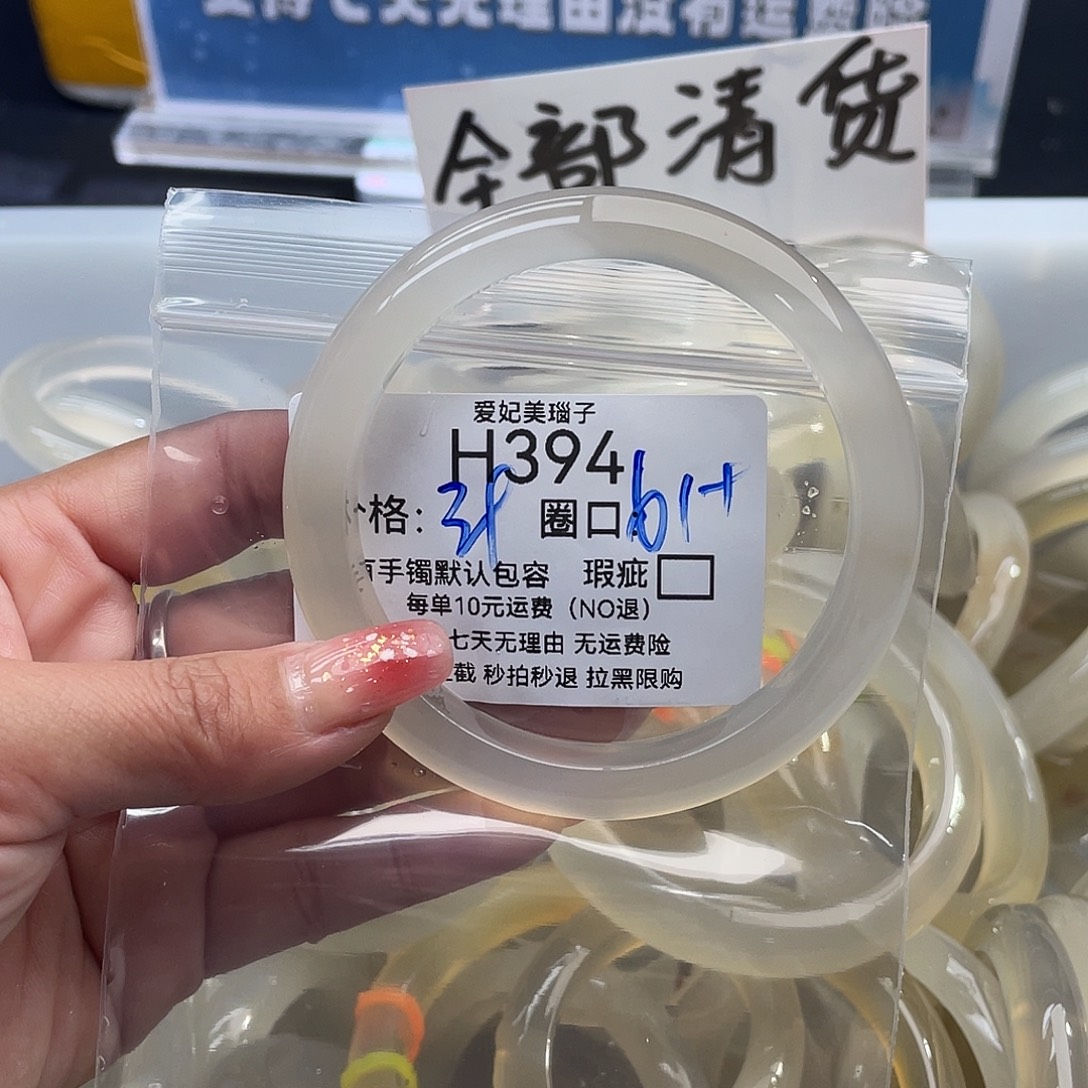 全部清货
爱妃美瑙子
H394
格: 圈口: 61+
手镯默认包容 瑕疵
每单10元运费（NO退）
七天无理由 无运费险
截 秒拍秒退 拉黑限购